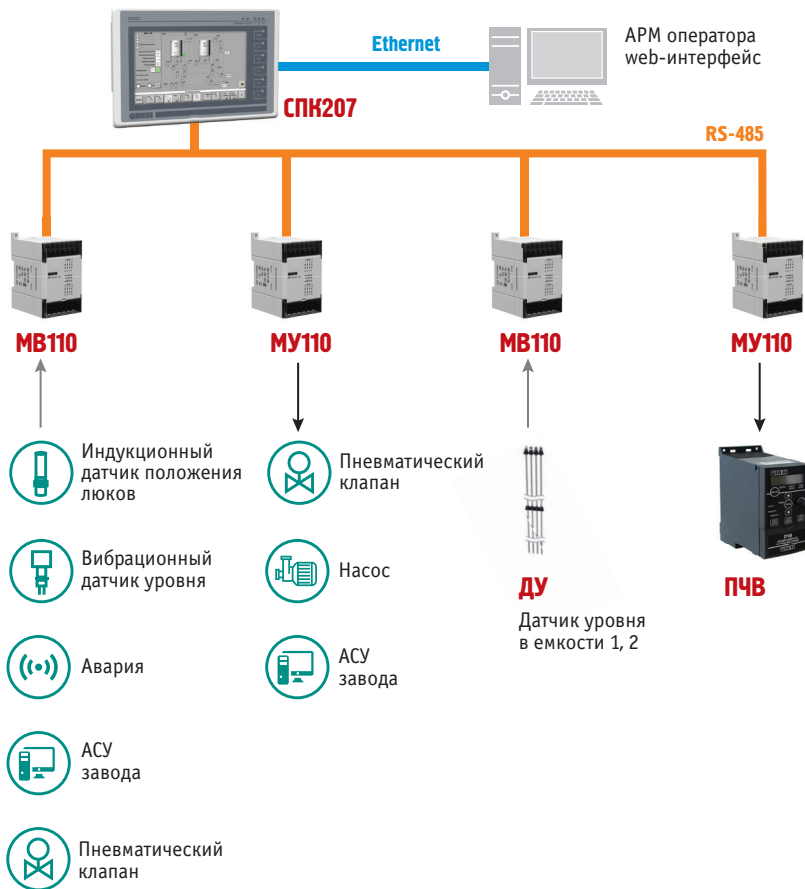 Ethernet
АРМ оператора
web-интерфейс
СПК207
RS-485
МВ110
МУ110
МВ110
МУ110
Индукционный
датчик положения
люков
Вибрационный
датчик уровня
Авария
АСУ
завода
Пневматический
клапан
Пневматический
клапан
Насос
АСУ
завода
ДУ
Датчик уровня
в емкости 1, 2
ПЧВ